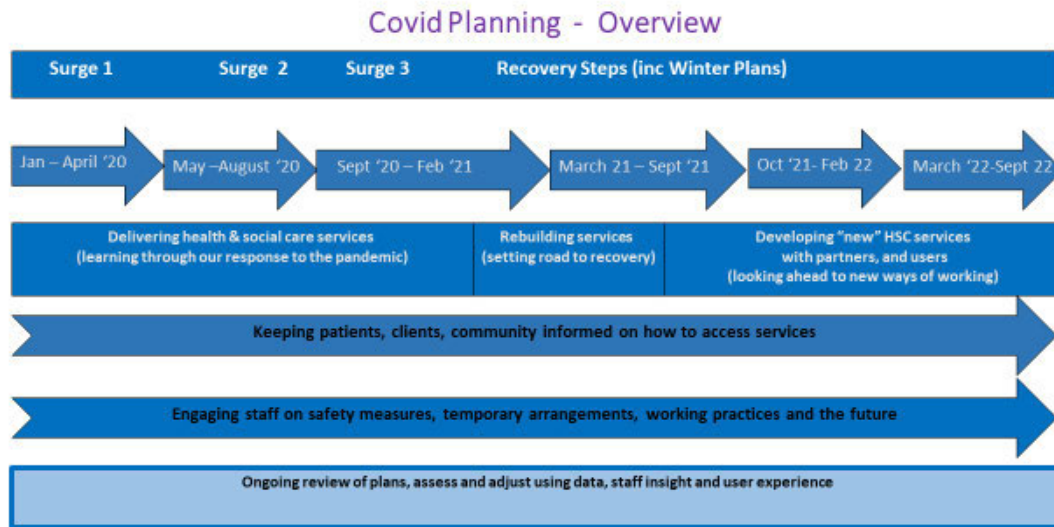 Covid Planning - Overview
Surge 1 Surge 2 Surge 3 Recovery Steps (inc Winter Plans)
Jan – April ‘20 May –August ‘20 Sept ‘20 – Feb ‘21 March 21 – Sept ‘21 Oct ‘21- Feb 22 March ‘22-Sept 22
Delivering health & social care services
(learning through our response to the pandemic)
Rebuilding services
(setting road to recovery)
Developing “new” HSC services
with partners, and users
(looking ahead to new ways of working)
Keeping patients, clients, community informed on how to access services
Engaging staff on safety measures, temporary arrangements, working practices and the future
Ongoing review of plans, assess and adjust using data, staff insight and user experience